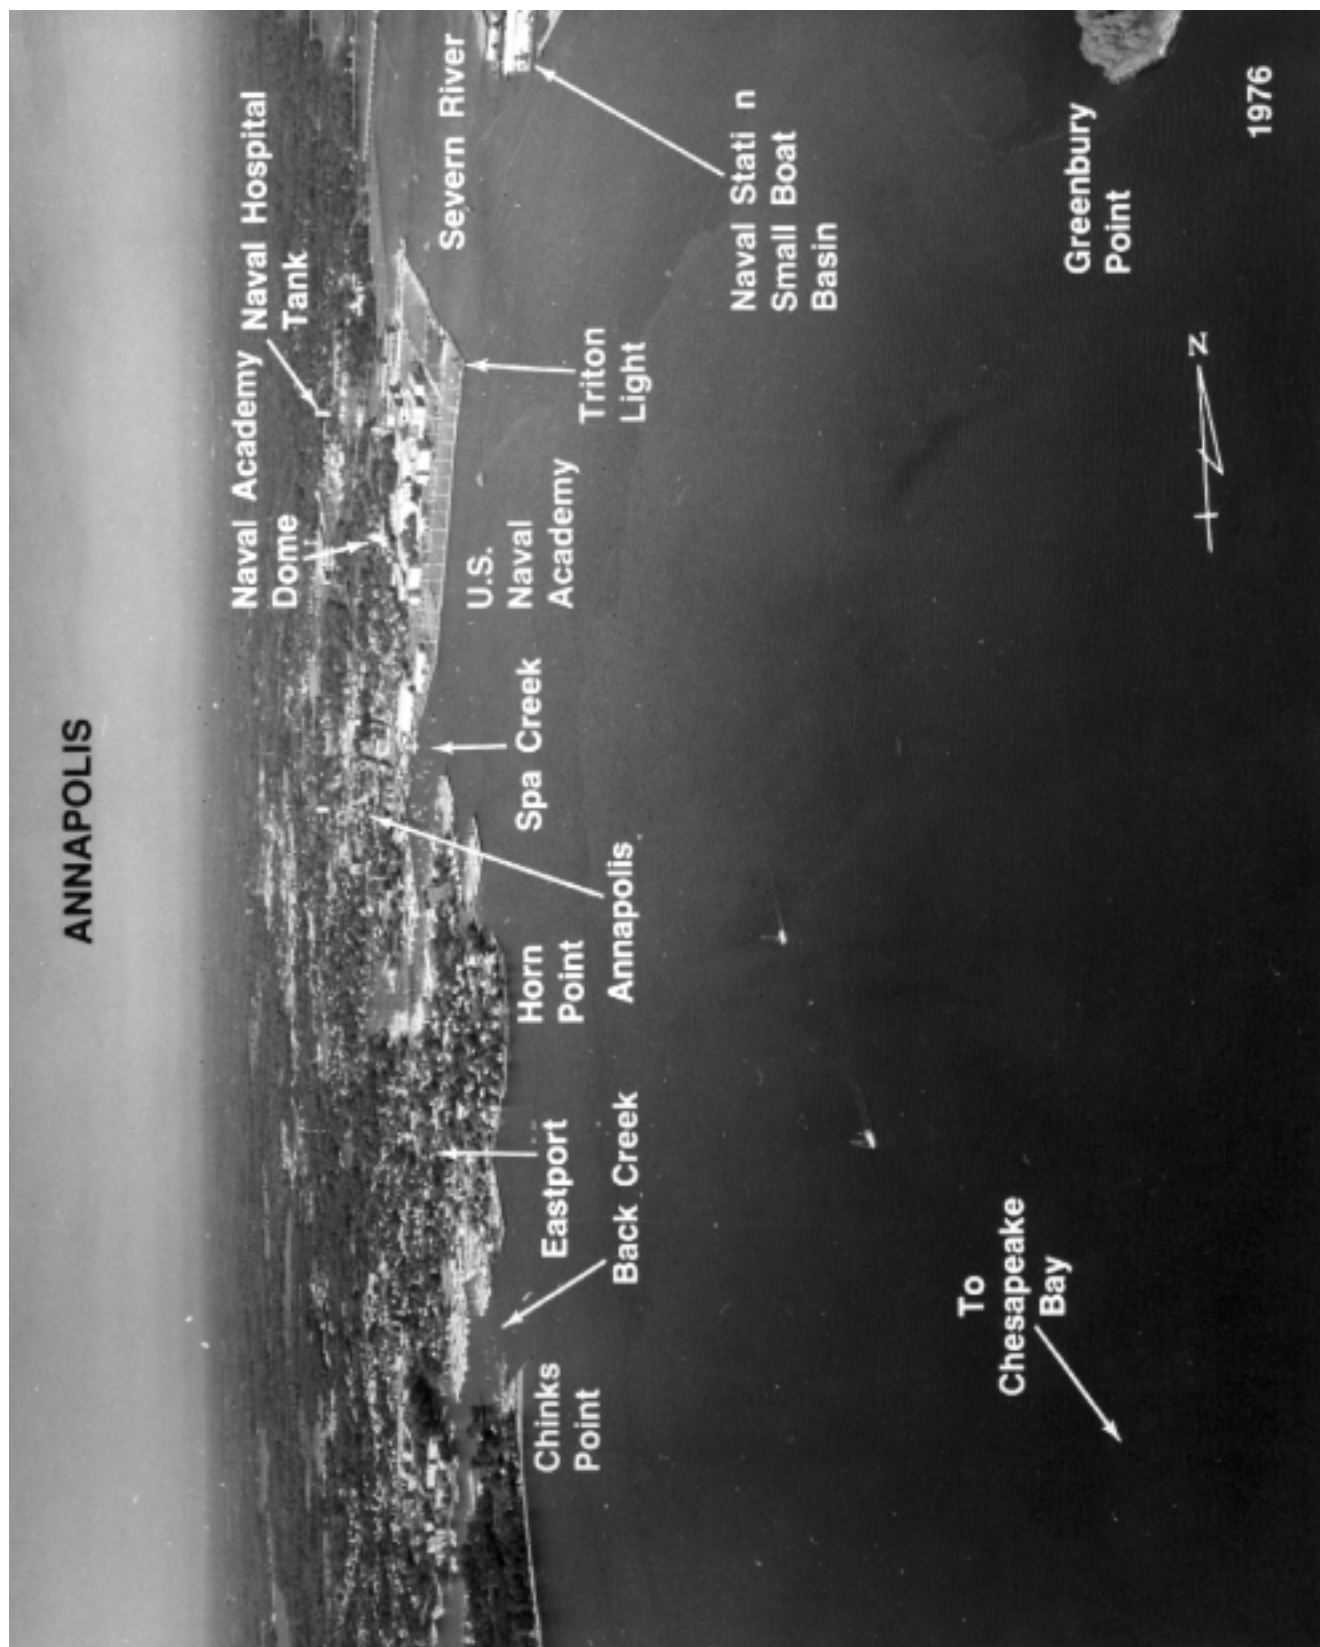 ANNAPOLIS
Naval Academy
Dome
Naval Hospital
Tank
Severn River
U.S.
Naval
Academy
Triton
Light
Naval Stati n
Small Boat
Basin
Spa Creek
Annapolis
Horn
Point
Eastport
Back Creek
Chinks
Point
To
Chesapeake
Bay
Greenbury
Point
N
1976